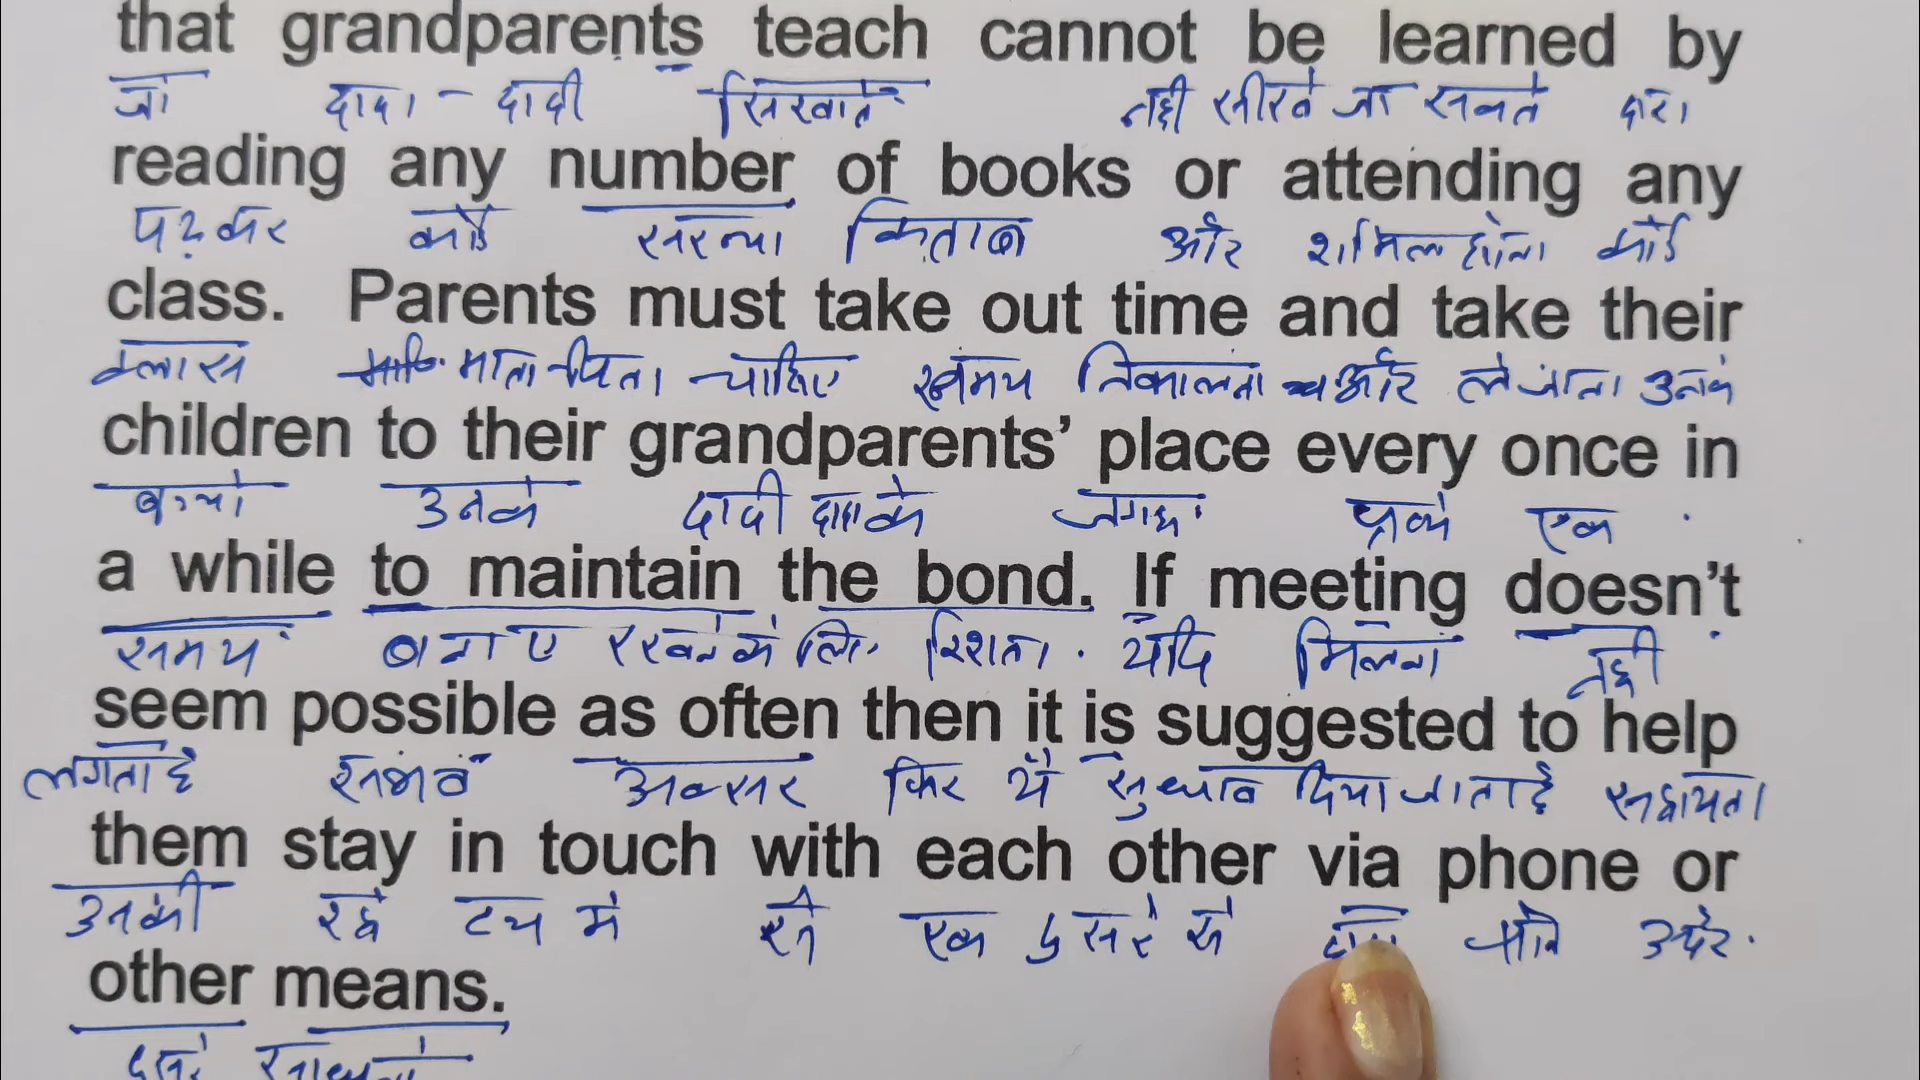 that grandparents teach cannot be learned by
जो दादा - दादी सिखाते नही सीखे जा सकते द्वारा
reading any number of books or attending any
पढ़कर कोई संख्या किताब और शामिल होना कोई
class. Parents must take out time and take their
क्लास माता पिता चाहिए समय निकालना और ले जाना उनके
children to their grandparents' place every once in
बच्चो उनके दादी दादा के जगह एक
a while to maintain the bond. If meeting doesn't
समय बनाए रखने के लिए रिशता. यदि मिलना नही
seem possible as often then it is suggested to help
लगता है संभव अक्सर फिर ये सुझाव दिया जाता है सहायता
them stay in touch with each other via phone or
उनकी रहे टच मे से एक दुसरे से फोन और
other means.
दुसरे